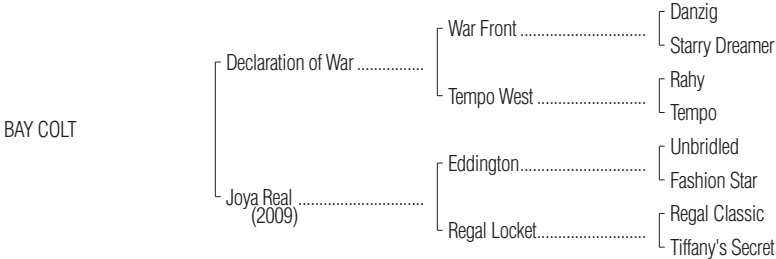 Danzig
War Front ..............................
Starry Dreamer
Declaration of War ................
Rahy
Tempo West ..........................
Tempo
BAY COLT
Unbridled
Eddington..............................
Fashion Star
Joya Real ..............................
(2009)
Regal Classic
Regal Locket..........................
Tiffany's Secret